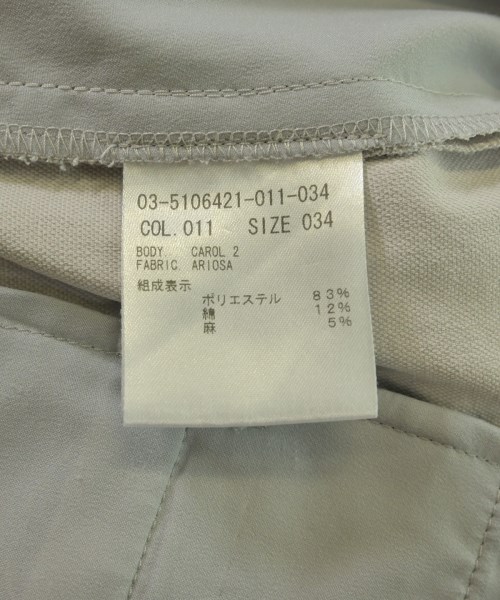 03-5106421-011-034
COL.011 SIZE 034
BODY. CAROL 2
FABRIC. ARIOSA
組成表示
ポリエステル 83%
綿 12%
麻 5%